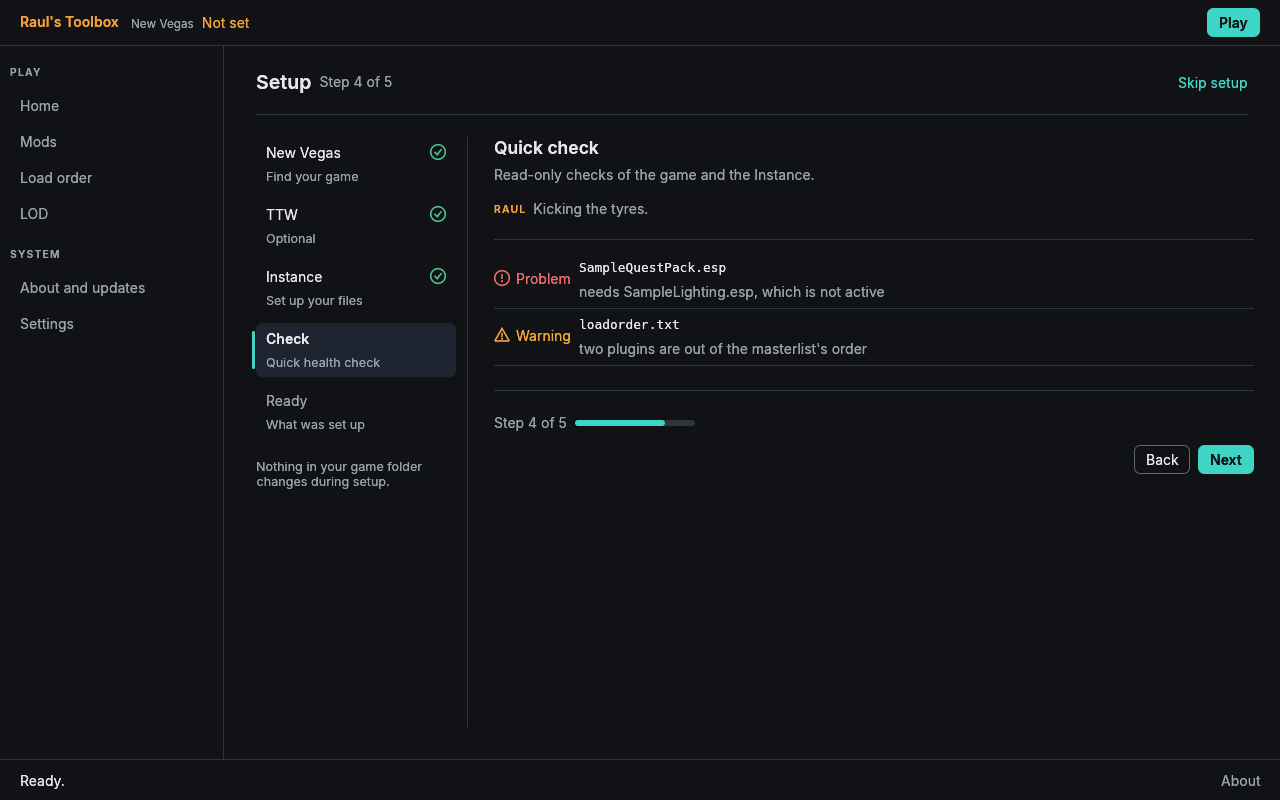 Raul's Toolbox New Vegas Not set Play
PLAY
Home
Mods
Load order
LOD
SYSTEM
About and updates
Settings
Setup Step 4 of 5 Skip setup
New Vegas
Find your game
TTW
Optional
Instance
Set up your files
Check
Quick health check
Ready
What was set up
Nothing in your game folder
changes during setup.
Quick check
Read-only checks of the game and the Instance.
RAUL Kicking the tyres.
Problem SampleQuestPack.esp
needs SampleLighting.esp, which is not active
Warning loadorder.txt
two plugins are out of the masterlist's order
Step 4 of 5
Back Next
Ready. About